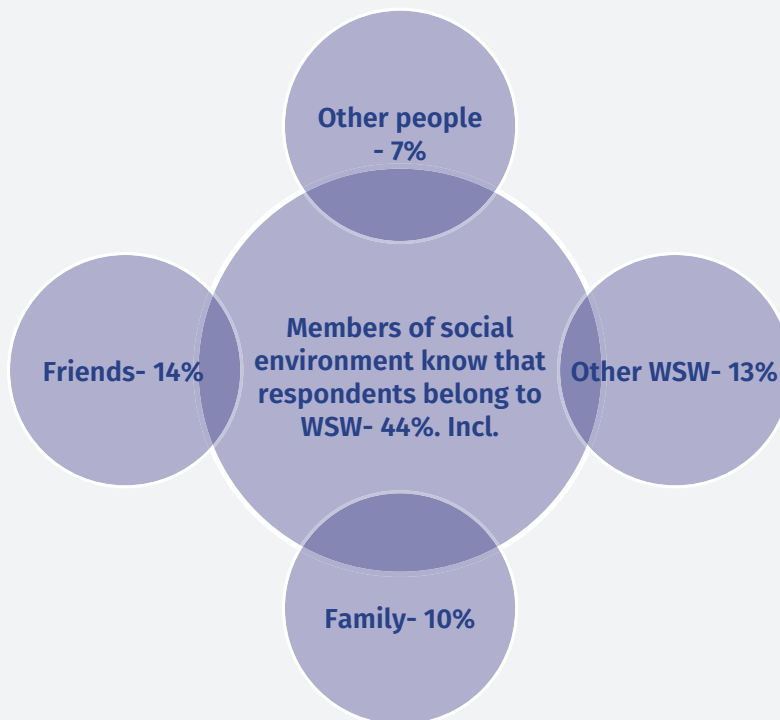 Other people
- 7%
Members of social
environment know that
respondents belong to
WSW- 44%. Incl.
Friends- 14%
Other WSW- 13%
Family- 10%